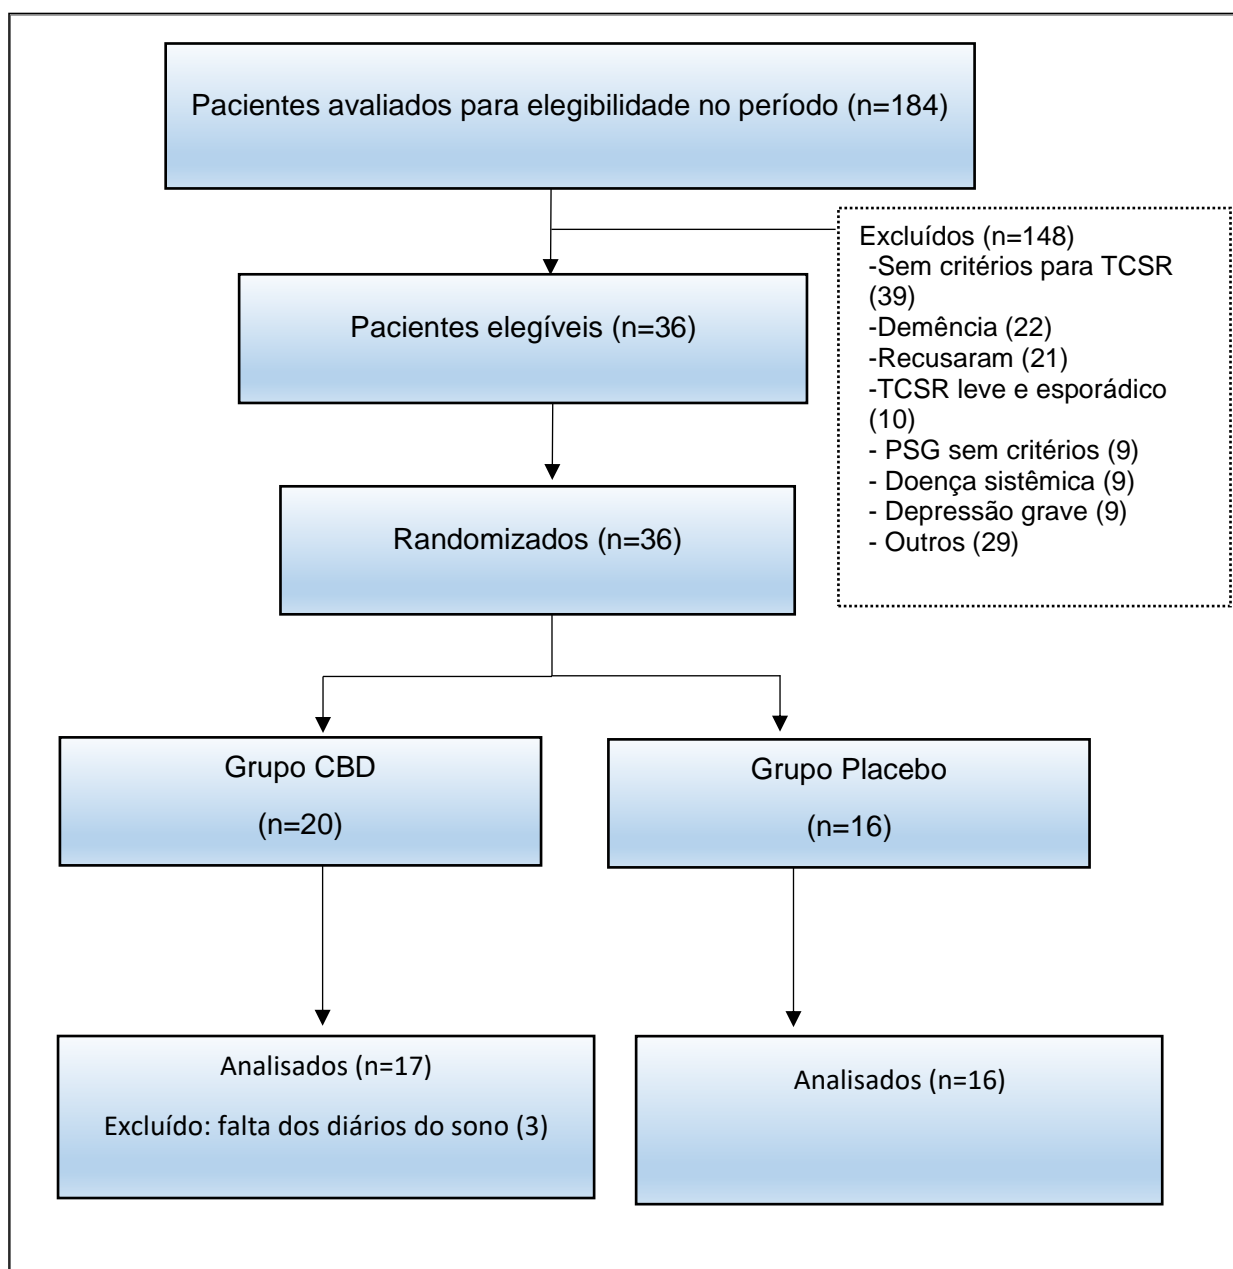 Pacientes avaliados para elegibilidade no período (n=184)
Excluídos (n=148)
-Sem critérios para TCSR
(39)
-Demência (22)
-Recusaram (21)
-TCSR leve e esporádico
(10)
- PSG sem critérios (9)
- Doença sistêmica (9)
- Depressão grave (9)
- Outros (29)
Pacientes elegíveis (n=36)
Randomizados (n=36)
Grupo CBD
(n=20)
Grupo Placebo
(n=16)
Analisados (n=17)
Excluído: falta dos diários do sono (3)
Analisados (n=16)